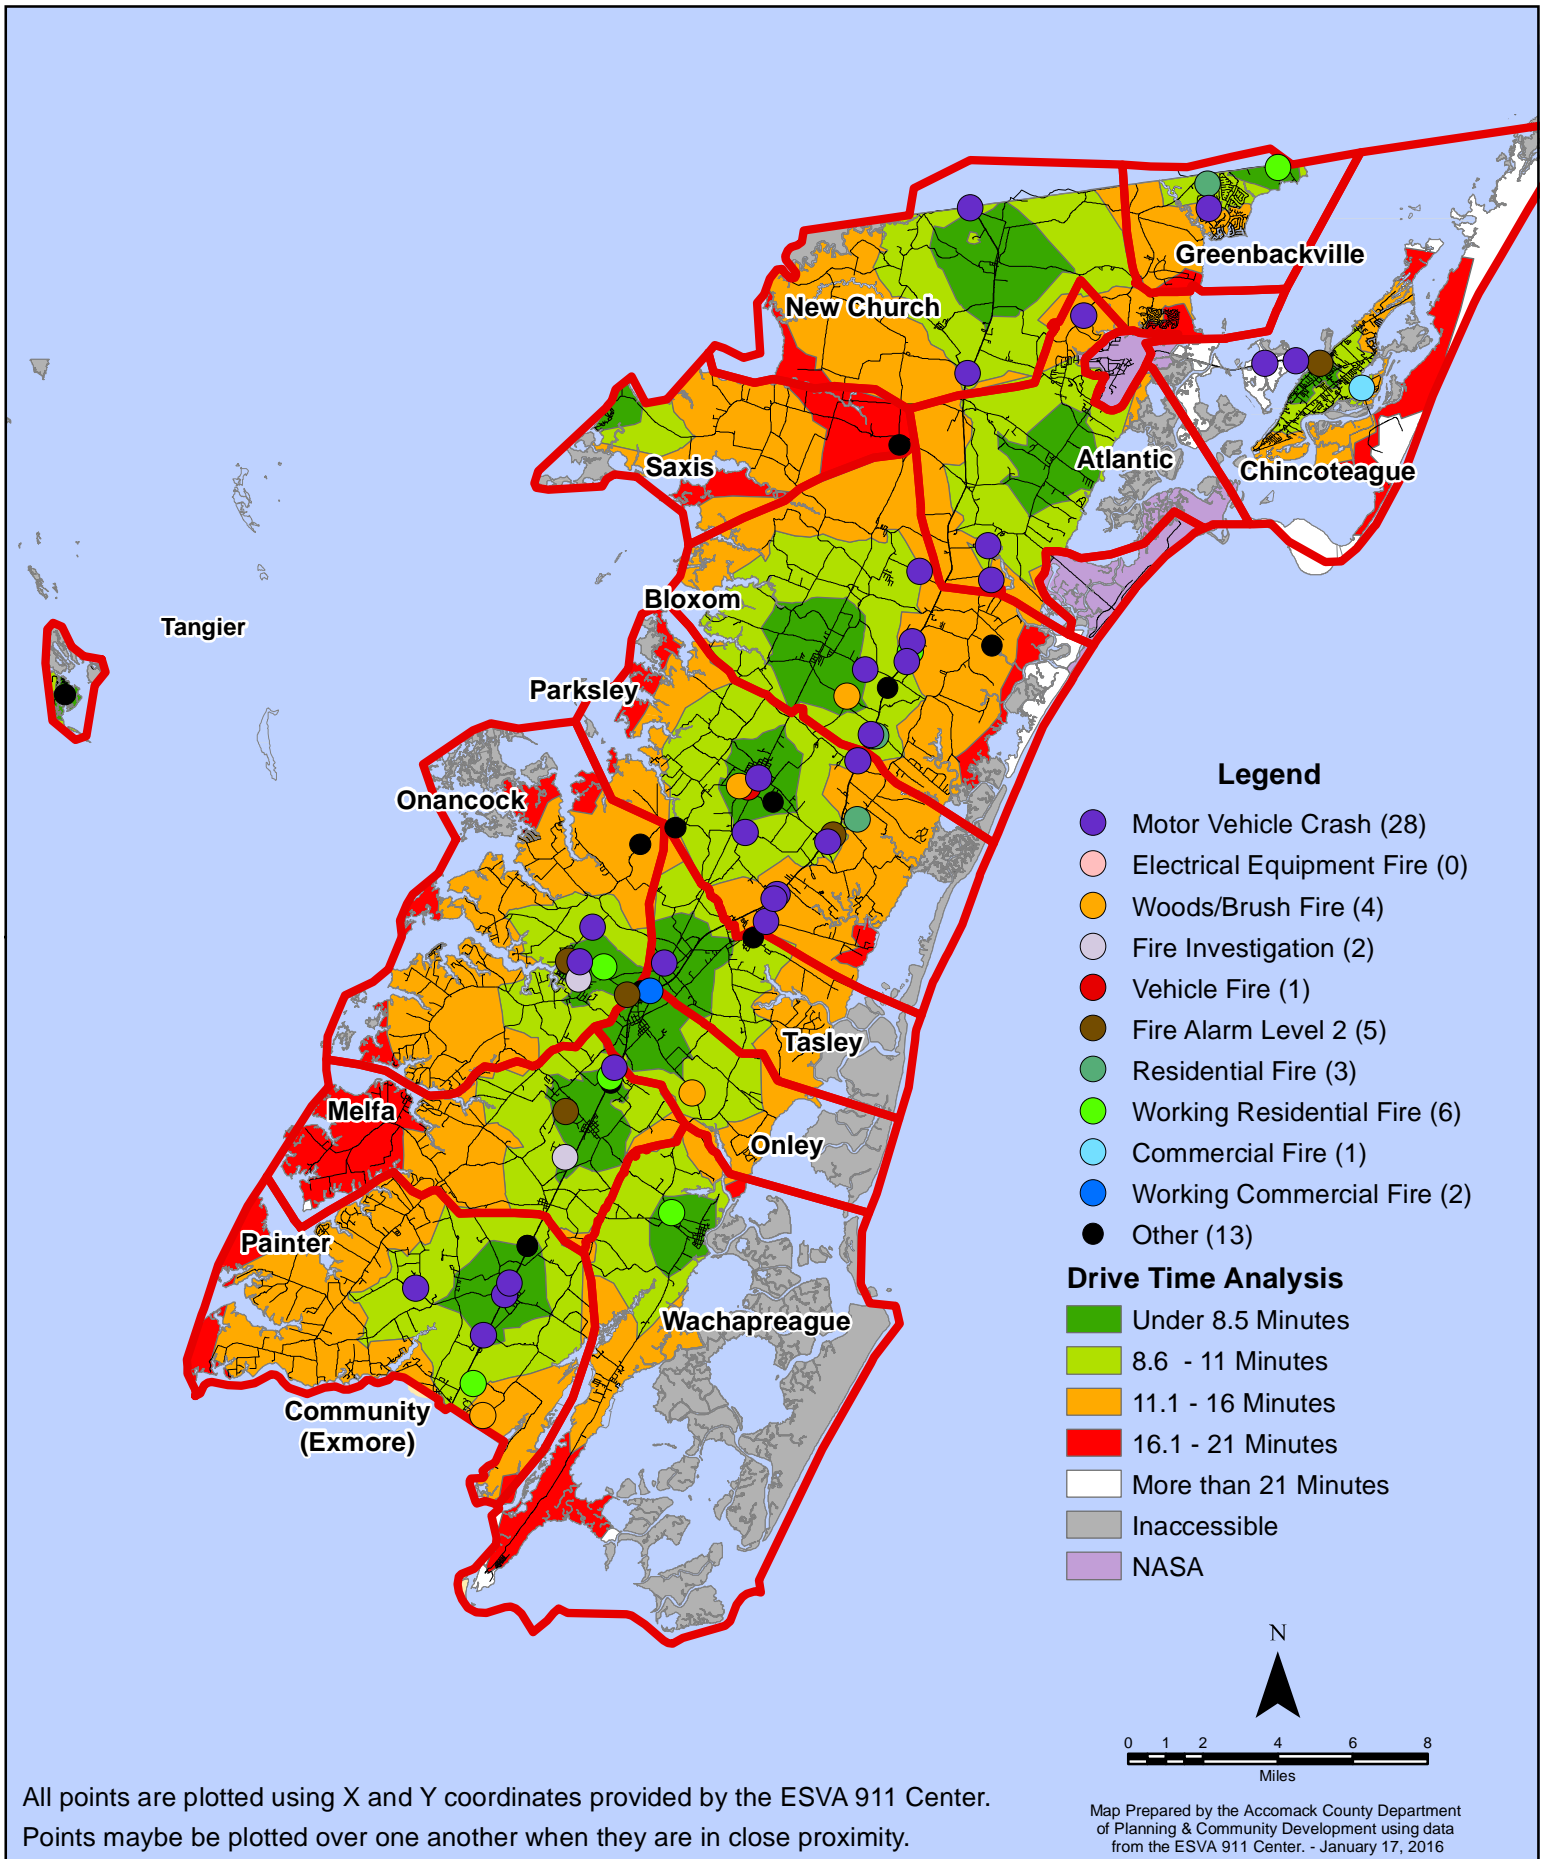 Greenbackville
New Church
Atlantic
Chincoteague
Saxis
Bloxom
Tangier
Parksley
Onancock
Tasley
Melfa
Onley
Painter
Wachapreague
Community
(Exmore)
Legend
Motor Vehicle Crash (28)
Electrical Equipment Fire (0)
Woods/Brush Fire (4)
Fire Investigation (2)
Vehicle Fire (1)
Fire Alarm Level 2 (5)
Residential Fire (3)
Working Residential Fire (6)
Commercial Fire (1)
Working Commercial Fire (2)
Other (13)
Drive Time Analysis
Under 8.5 Minutes
8.6 - 11 Minutes
11.1 - 16 Minutes
16.1 - 21 Minutes
More than 21 Minutes
Inaccessible
NASA
N
0 1 2 4 6 8
Miles
All points are plotted using X and Y coordinates provided by the ESVA 911 Center.
Points maybe be plotted over one another when they are in close proximity.
Map Prepared by the Accomack County Department
of Planning & Community Development using data
from the ESVA 911 Center. - January 17, 2016